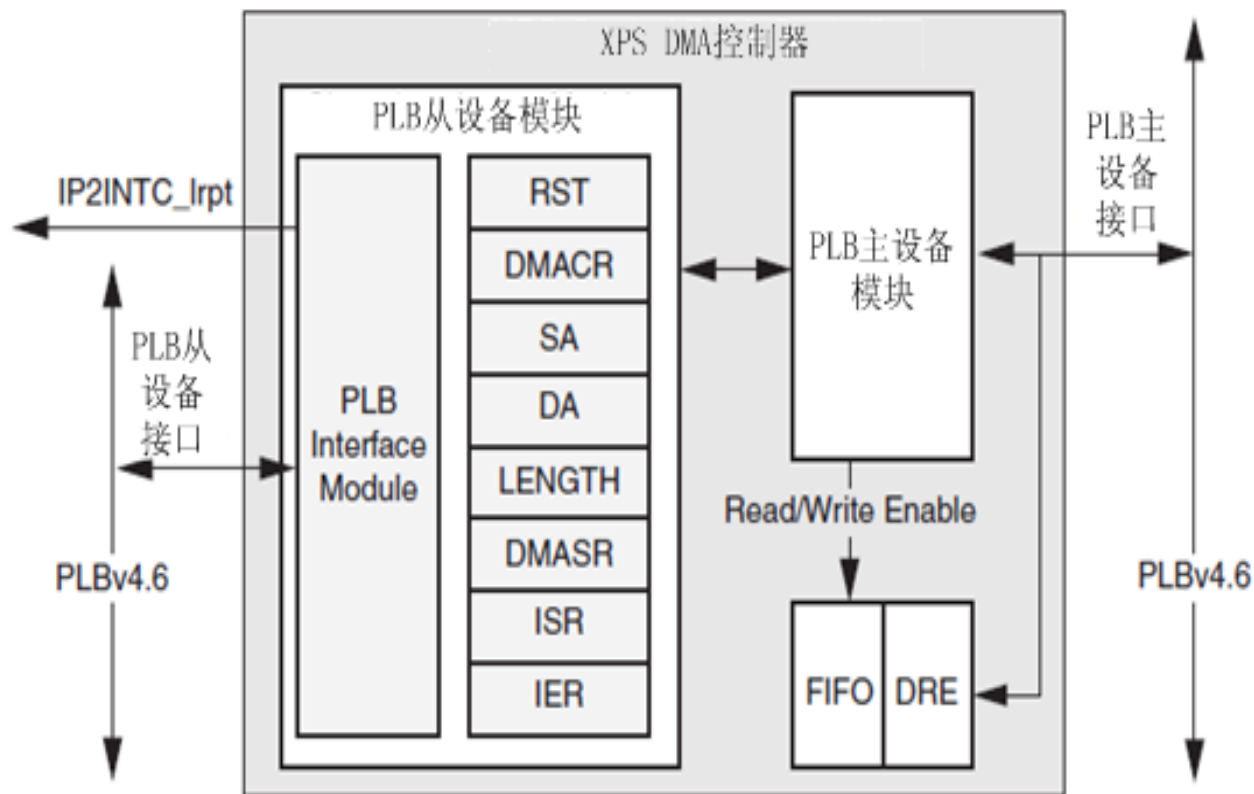 XPS DMA控制器
PLB从设备模块
IP2INTC_Irpt
PLB从
设备
接口
PLBv4.6
PLB
Interface
Module
RST
DMACR
SA
DA
LENGTH
DMASR
ISR
IER
PLB主设备
模块
Read/Write Enable
FIFO
DRE
PLB主
设备
接口
PLBv4.6